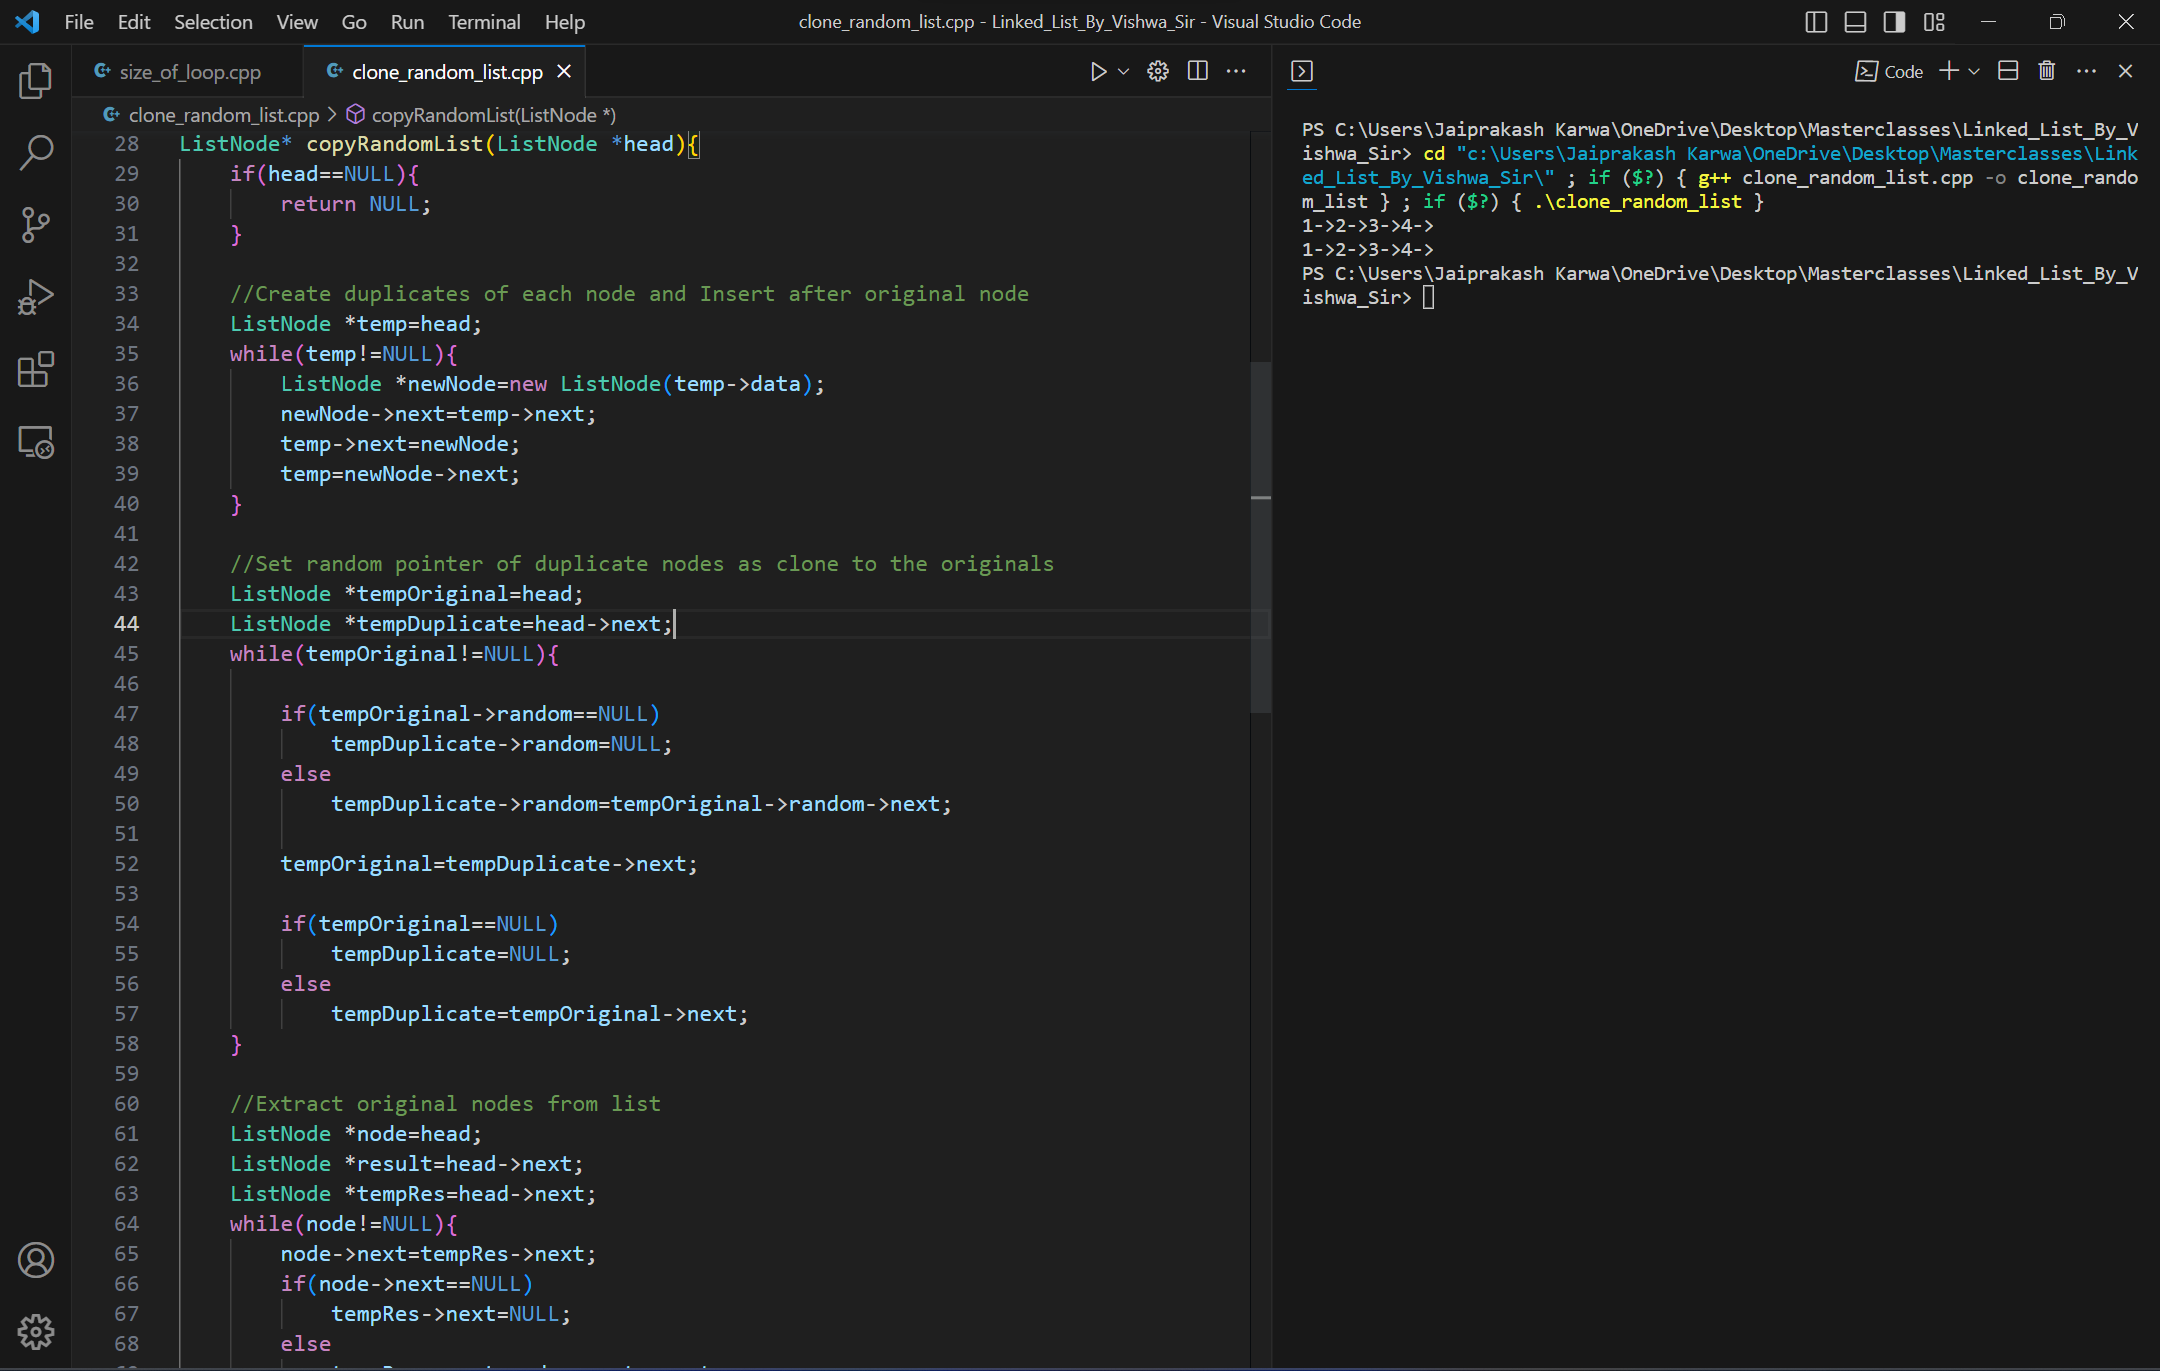 File Edit Selection View Go Run Terminal Help
clone_random_list.cpp - Linked_List_By_Vishwa_Sir - Visual Studio Code
size_of_loop.cpp
clone_random_list.cpp
clone_random_list.cpp > copyRandomList(ListNode *)
28 ListNode* copyRandomList(ListNode *head){
29 if(head==NULL){
30 return NULL;
31 }
32
33 //Create duplicates of each node and Insert after original node
34 ListNode *temp=head;
35 while(temp!=NULL){
36 ListNode *newNode=new ListNode(temp->data);
37 newNode->next=temp->next;
38 temp->next=newNode;
39 temp=newNode->next;
40 }
41
42 //Set random pointer of duplicate nodes as clone to the originals
43 ListNode *tempOriginal=head;
44 ListNode *tempDuplicate=head->next;
45 while(tempOriginal!=NULL){
46
47 if(tempOriginal->random==NULL)
48 tempDuplicate->random=NULL;
49 else
50 tempDuplicate->random=tempOriginal->random->next;
51
52 tempOriginal=tempDuplicate->next;
53
54 if(tempOriginal==NULL)
55 tempDuplicate=NULL;
56 else
57 tempDuplicate=tempOriginal->next;
58 }
59
60 //Extract original nodes from list
61 ListNode *node=head;
62 ListNode *result=head->next;
63 ListNode *tempRes=head->next;
64 while(node!=NULL){
65 node->next=tempRes->next;
66 if(node->next==NULL)
67 tempRes->next=NULL;
68 else
Code
PS C:\Users\Jaiprakash Karwa\OneDrive\Desktop\Masterclasses\Linked_List_By_V
ishwa_Sir> cd "c:\Users\Jaiprakash Karwa\OneDrive\Desktop\Masterclasses\Link
ed_List_By_Vishwa_Sir\" ; if ($?) { g++ clone_random_list.cpp -o clone_rando
m_list } ; if ($?) { .\clone_random_list }
1->2->3->4->
1->2->3->4->
PS C:\Users\Jaiprakash Karwa\OneDrive\Desktop\Masterclasses\Linked_List_By_V
ishwa_Sir>